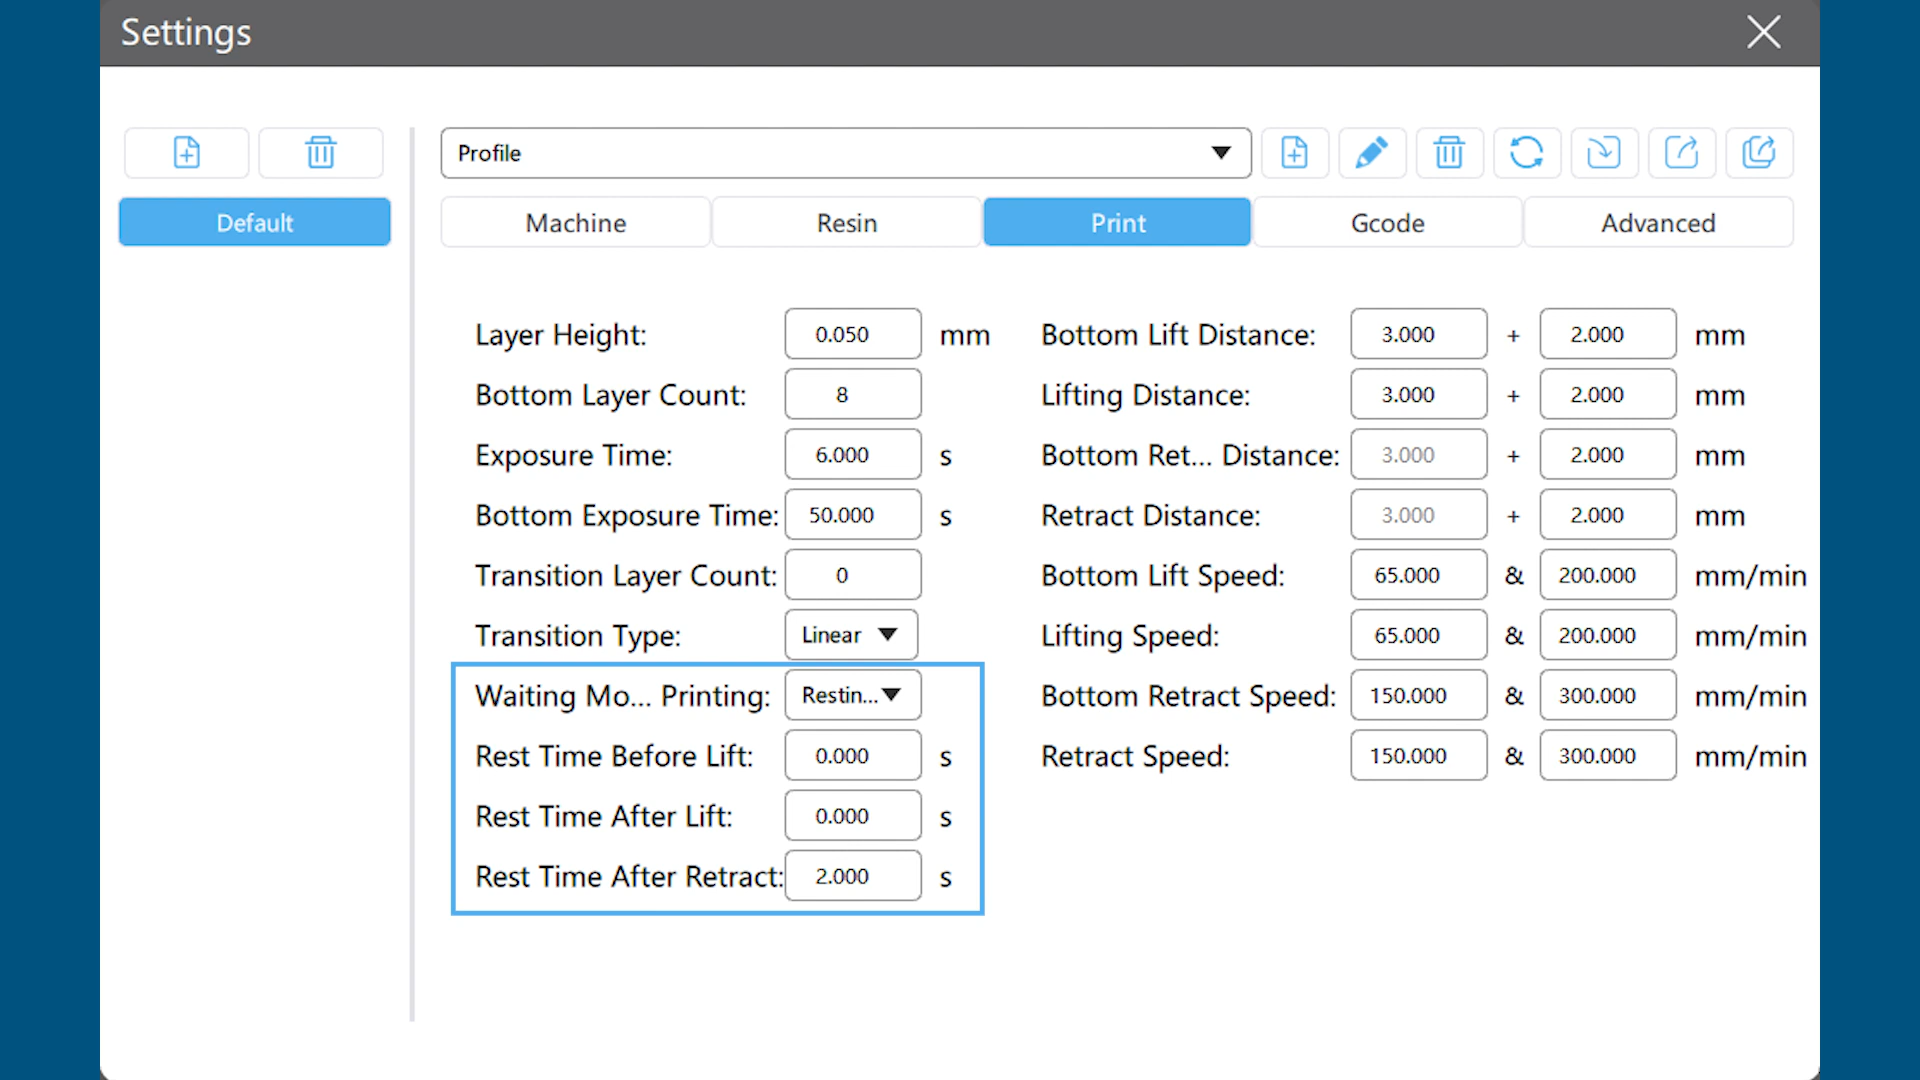 Settings
Profile
Default
Machine Resin Print Gcode Advanced
Layer Height: 0.050 mm
Bottom Layer Count: 8
Exposure Time: 6.000 s
Bottom Exposure Time: 50.000 s
Transition Layer Count: 0
Transition Type: Linear
Waiting Mo... Printing: Restin...
Rest Time Before Lift: 0.000 s
Rest Time After Lift: 0.000 s
Rest Time After Retract: 2.000 s
Bottom Lift Distance: 3.000 + 2.000 mm
Lifting Distance: 3.000 + 2.000 mm
Bottom Ret... Distance: 3.000 + 2.000 mm
Retract Distance: 3.000 + 2.000 mm
Bottom Lift Speed: 65.000 & 200.000 mm/min
Lifting Speed: 65.000 & 200.000 mm/min
Bottom Retract Speed: 150.000 & 300.000 mm/min
Retract Speed: 150.000 & 300.000 mm/min